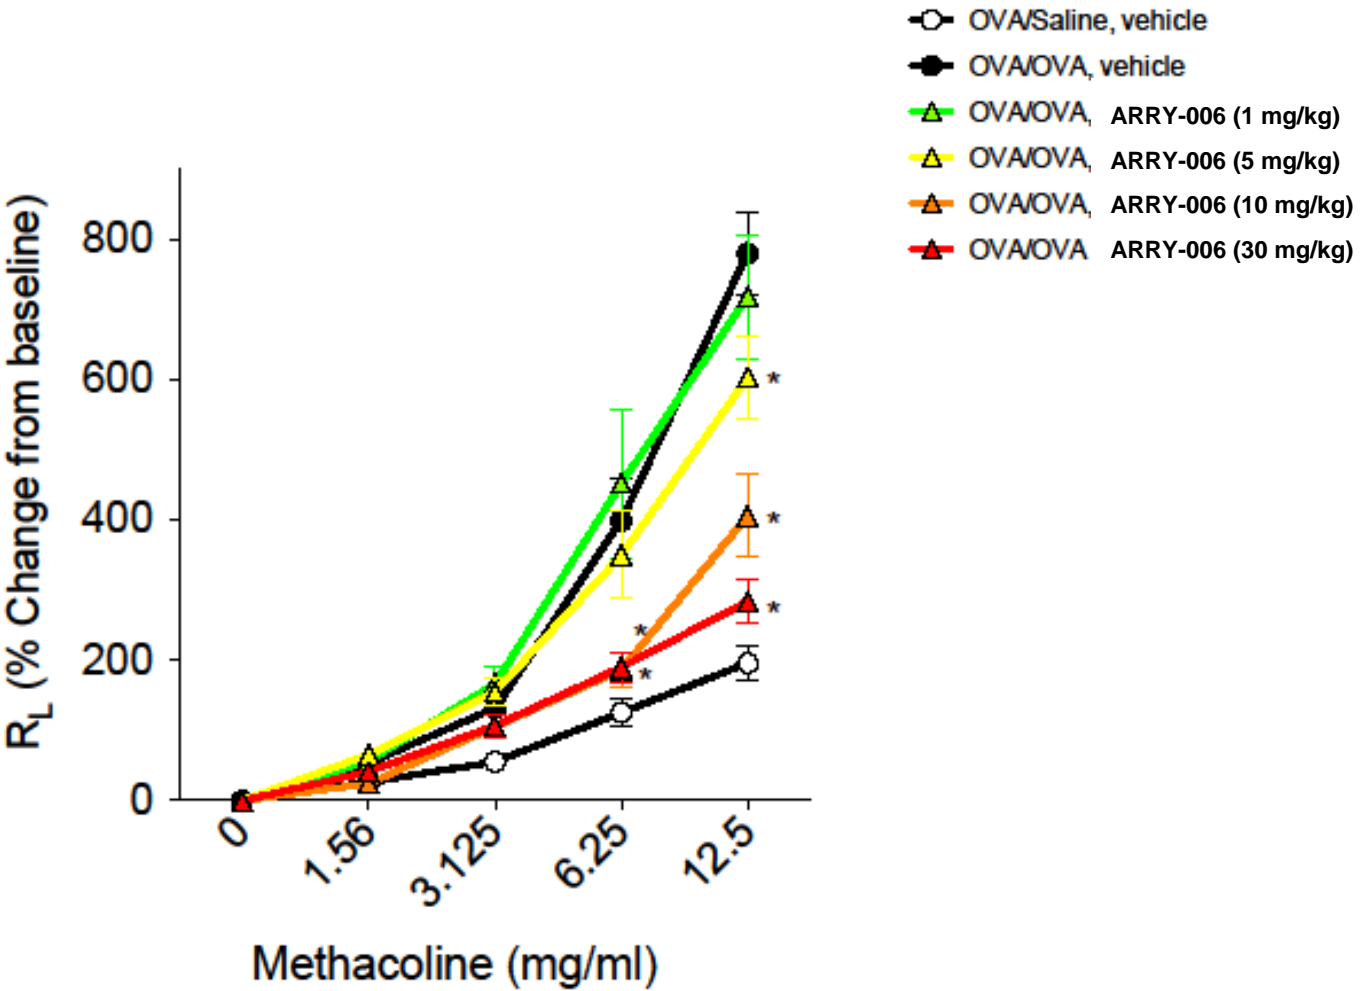 OVA/Saline, vehicle
OVA/OVA, vehicle
OVA/OVA, ARRY-006 (1 mg/kg)
OVA/OVA, ARRY-006 (5 mg/kg)
OVA/OVA, ARRY-006 (10 mg/kg)
OVA/OVA ARRY-006 (30 mg/kg)
RL (% Change from baseline)
800
600
400
200
0
*
*
*
*
*
0
1.56
3.125
6.25
12.5
Methacoline (mg/ml)